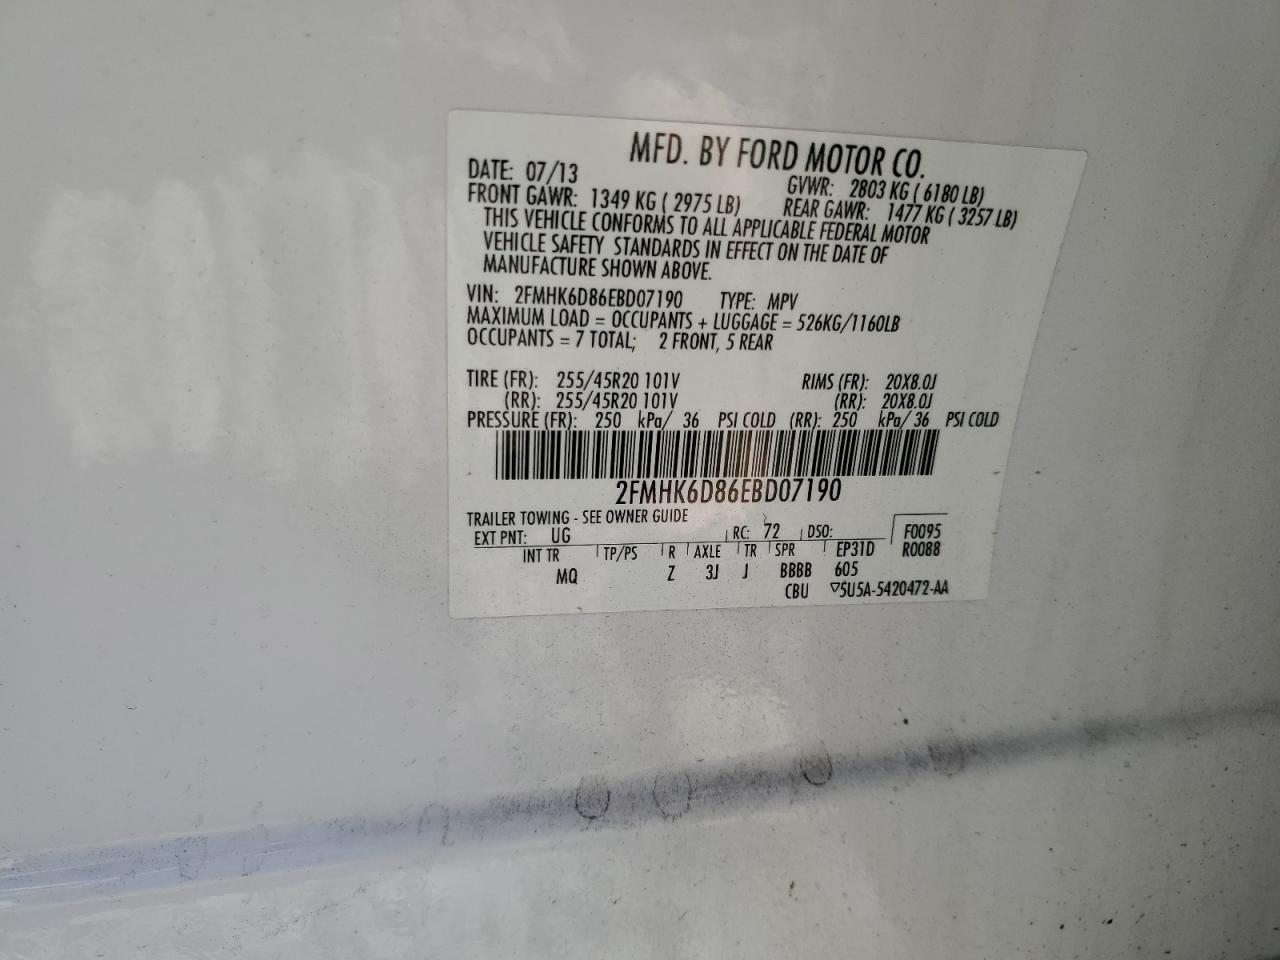 MFD. BY FORD MOTOR CO.
DATE: 07/13 GVWR: 2803 KG ( 6180 LB)
FRONT GAWR: 1349 KG ( 2975 LB) REAR GAWR: 1477 KG ( 3257 LB)
THIS VEHICLE CONFORMS TO ALL APPLICABLE FEDERAL MOTOR
VEHICLE SAFETY STANDARDS IN EFFECT ON THE DATE OF
MANUFACTURE SHOWN ABOVE.
VIN: 2FMHK6D86EBD07190 TYPE: MPV
MAXIMUM LOAD = OCCUPANTS + LUGGAGE = 526KG/1160LB
OCCUPANTS = 7 TOTAL; 2 FRONT, 5 REAR
TIRE (FR): 255/45R20 101V RIMS (FR): 20X8.0J
(RR): 255/45R20 101V (RR): 20X8.0J
PRESSURE (FR): 250 kPa/ 36 PSI COLD (RR): 250 kPa/ 36 PSI COLD
2FMHK6D86EBD07190
TRAILER TOWING - SEE OWNER GUIDE
EXT PNT: UG RC: 72 DSO: F0095
INT TR TP/PS R AXLE TR SPR EP31D R0088
MQ Z 3J J BBBB 605
CBU ▽5U5A-5420472-AA